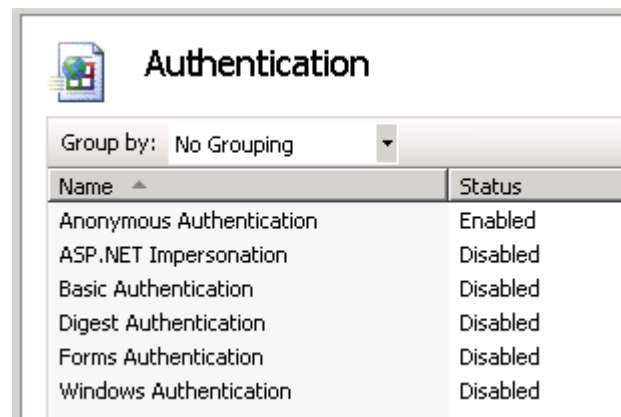 Authentication
Group by: No Grouping
Name Status
Anonymous Authentication Enabled
ASP.NET Impersonation Disabled
Basic Authentication Disabled
Digest Authentication Disabled
Forms Authentication Disabled
Windows Authentication Disabled